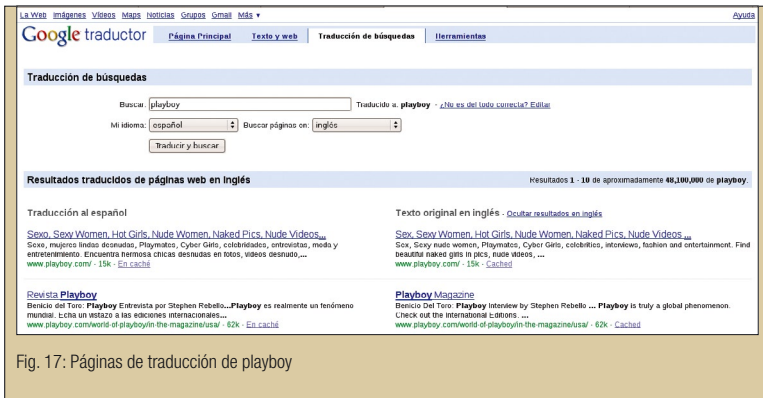 La Web Imágenes Vídeos Maps Noticias Grupos Gmail Más ▾ Ayuda
Google traductor Página Principal Texto y web Traducción de búsquedas Herramientas
Traducción de búsquedas
Buscar: playboy Traducido a: playboy - ¿No es del todo correcta? Editar
Mi idioma: español Buscar páginas en: inglés
Traducir y buscar
Resultados traducidos de páginas web en inglés Resultados 1 - 10 de aproximadamente 48,100,000 de playboy.
Traducción al español
Sexo, Sexy Women, Hot Girls, Nude Women, Naked Pics, Nude Videos,...
Sexo, mujeres lindas desnudas, Playmates, Cyber Girls, celebridades, entrevistas, moda y
entretenimiento. Encuentra hermosa chicas desnudas en fotos, videos desnudo,...
www.playboy.com/ - 15k - En caché
Revista Playboy
Benicio del Toro: Playboy Entrevista por Stephen Rebello...Playboy es realmente un fenómeno
mundial. Echa un vistazo a las ediciones internacionales...
www.playboy.com/world-of-playboy/in-the-magazine/usa/ - 62k - En caché
Texto original en inglés - Ocultar resultados en inglés
Sex, Sexy Women, Hot Girls, Nude Women, Naked Pics, Nude Videos ...
Sex, Sexy nude women, Playmates, Cyber Girls, celebrities, interviews, fashion and entertainment. Find
beautiful naked girls in pics, nude videos, ...
www.playboy.com/ - 15k - Cached
Playboy Magazine
Benicio Del Toro: Playboy Interview by Stephen Rebello ... Playboy is truly a global phenomenon.
Check out the International Editions. ...
www.playboy.com/world-of-playboy/in-the-magazine/usa/ - 62k - Cached
Fig. 17: Páginas de traducción de playboy